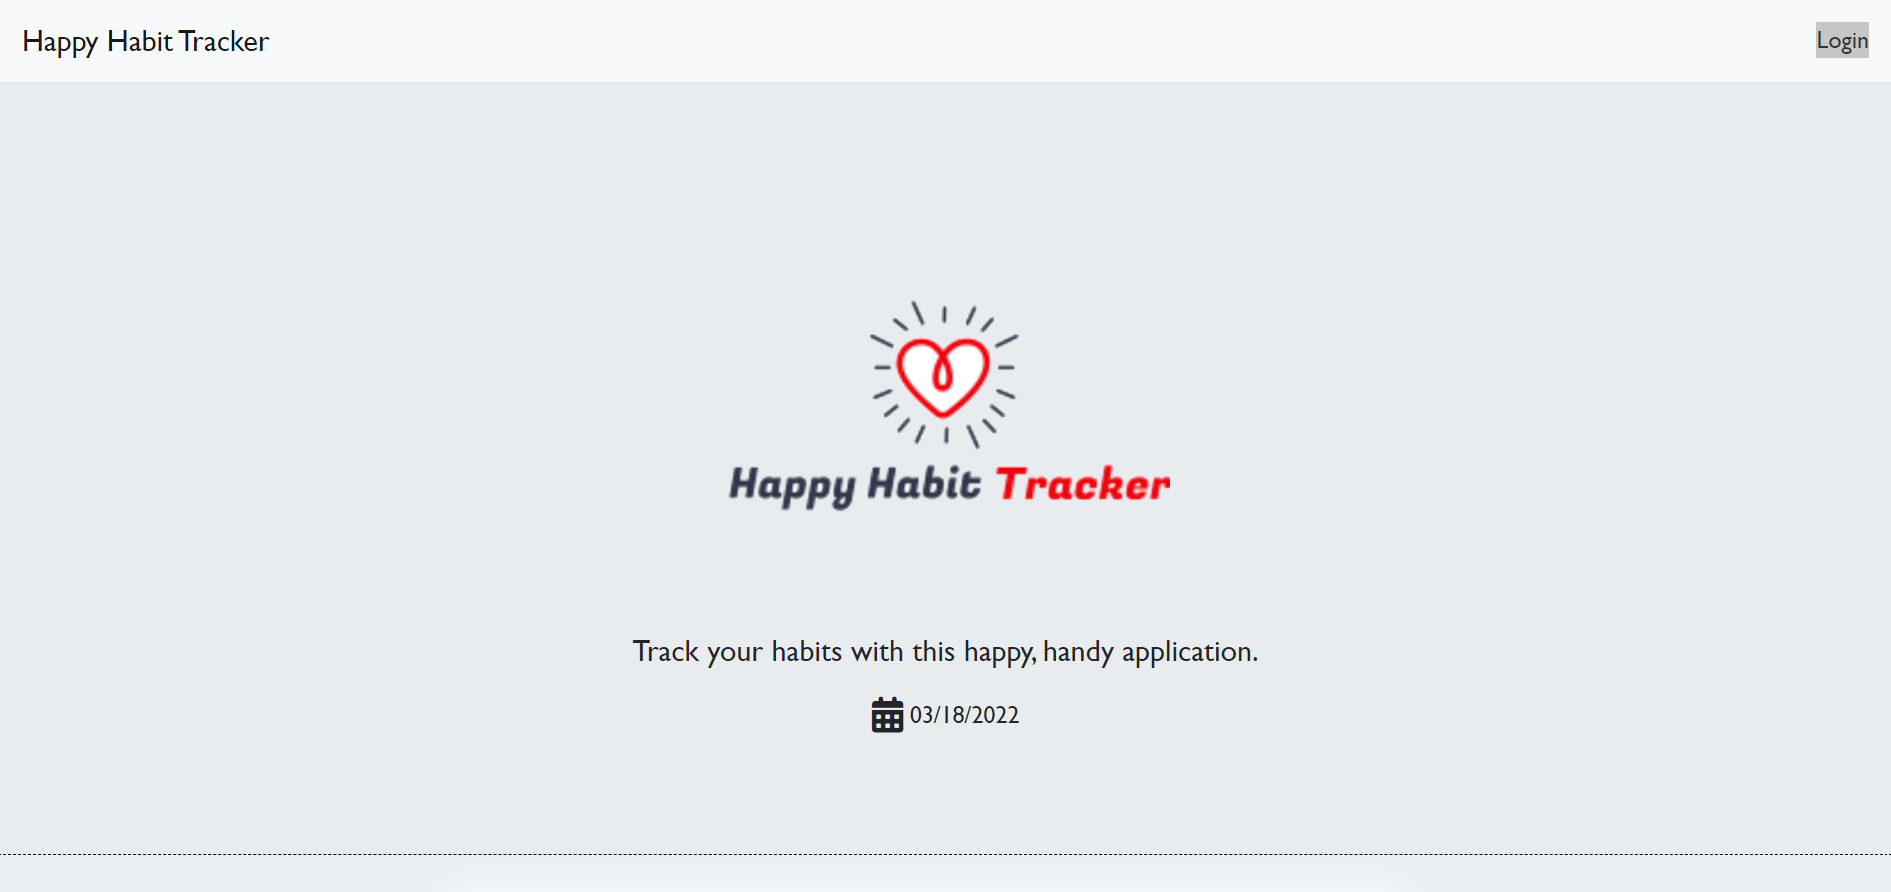 Happy Habit Tracker
Login
Happy Habit Tracker
Track your habits with this happy, handy application.
03/18/2022